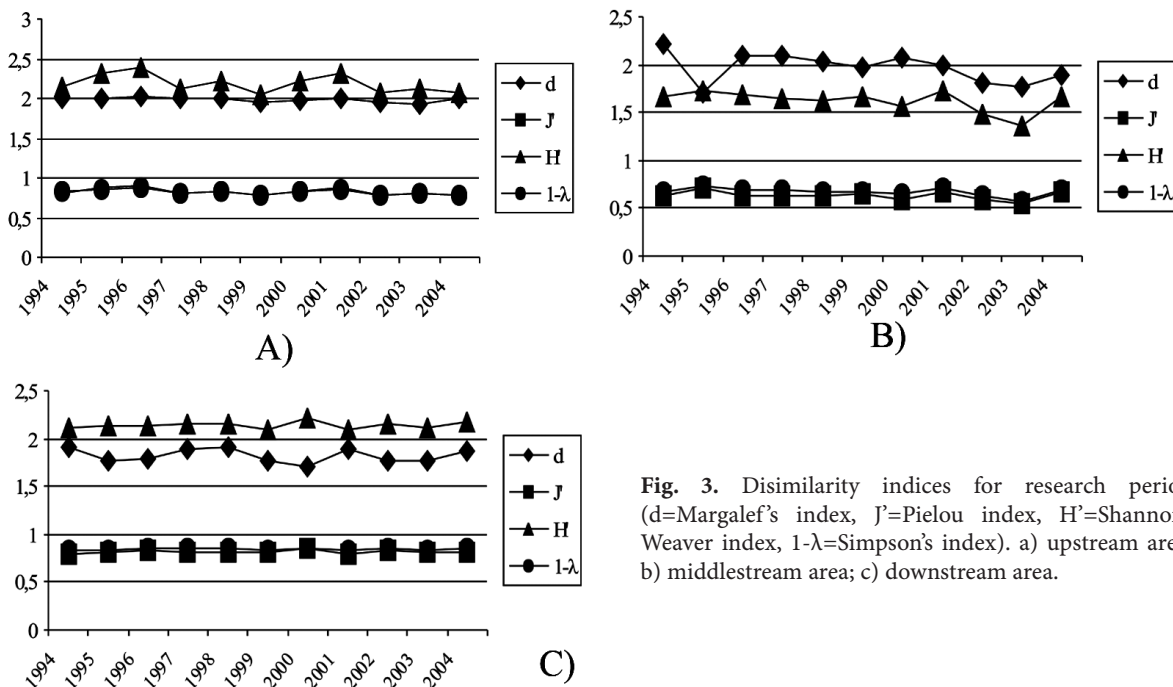 3
2,5
2
1,5
1
0,5
0
1994
1995
1996
1997
1998
1999
2000
2001
2002
2003
2004
d
J'
H'
1-λ
A)
2,5
2
1,5
1
0,5
0
1994
1995
1996
1997
1998
1999
2000
2001
2002
2003
2004
d
J'
H'
1-λ
B)
2,5
2
1,5
1
0,5
0
1994
1995
1996
1997
1998
1999
2000
2001
2002
2003
2004
d
J'
H'
1-λ
C)
Fig. 3. Disimilarity indices for research
(d=Margalef's index, J'=Pielou index,
Weaver index, 1-λ=Simpson's index). a) upstream
b) middlestream area; c) downstream area.